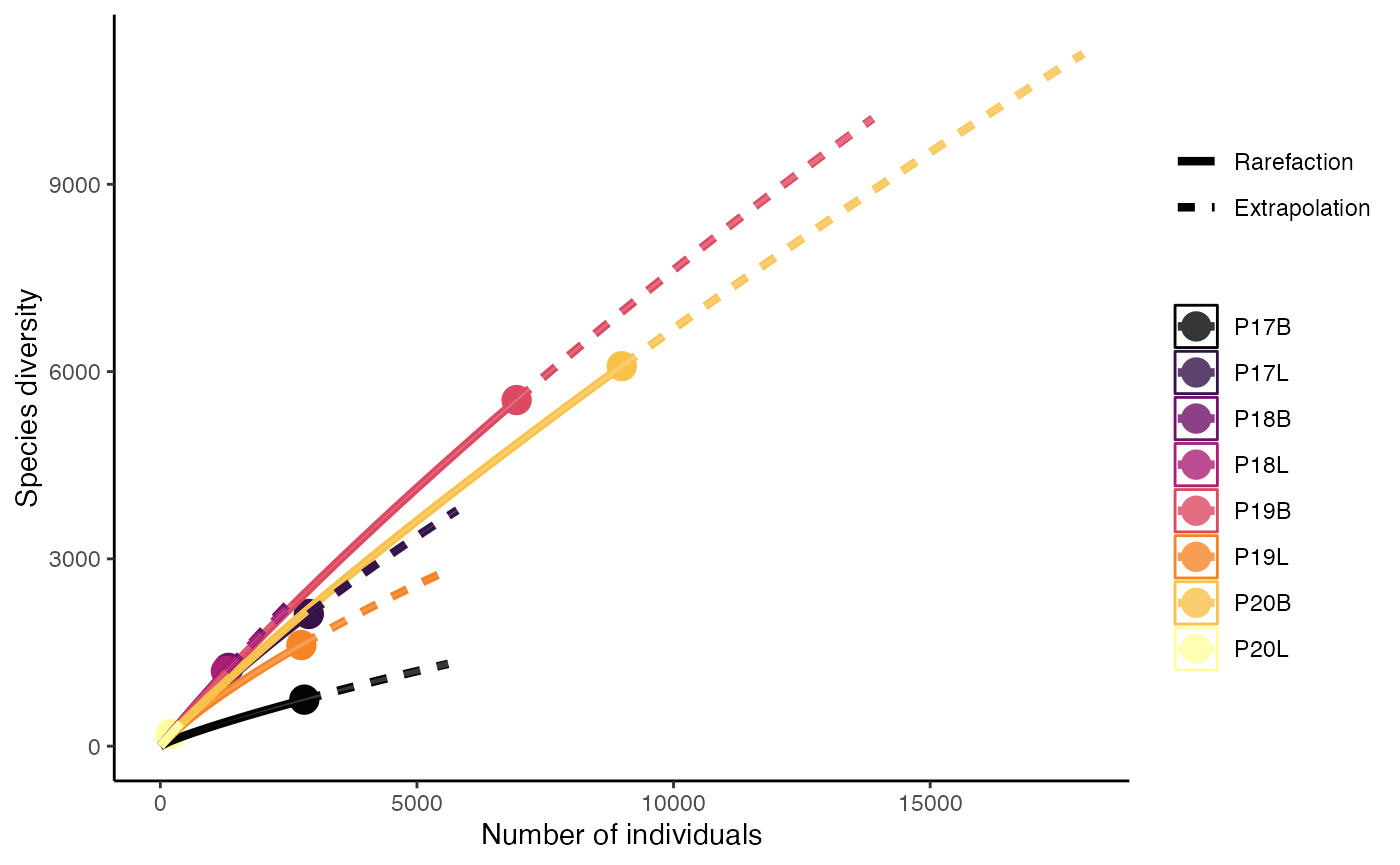 9000
6000
3000
0
Species diversity
0
5000
10000
15000
Number of individuals
Rarefaction
Extrapolation
P17B
P17L
P18B
P18L
P19B
P19L
P20B
P20L